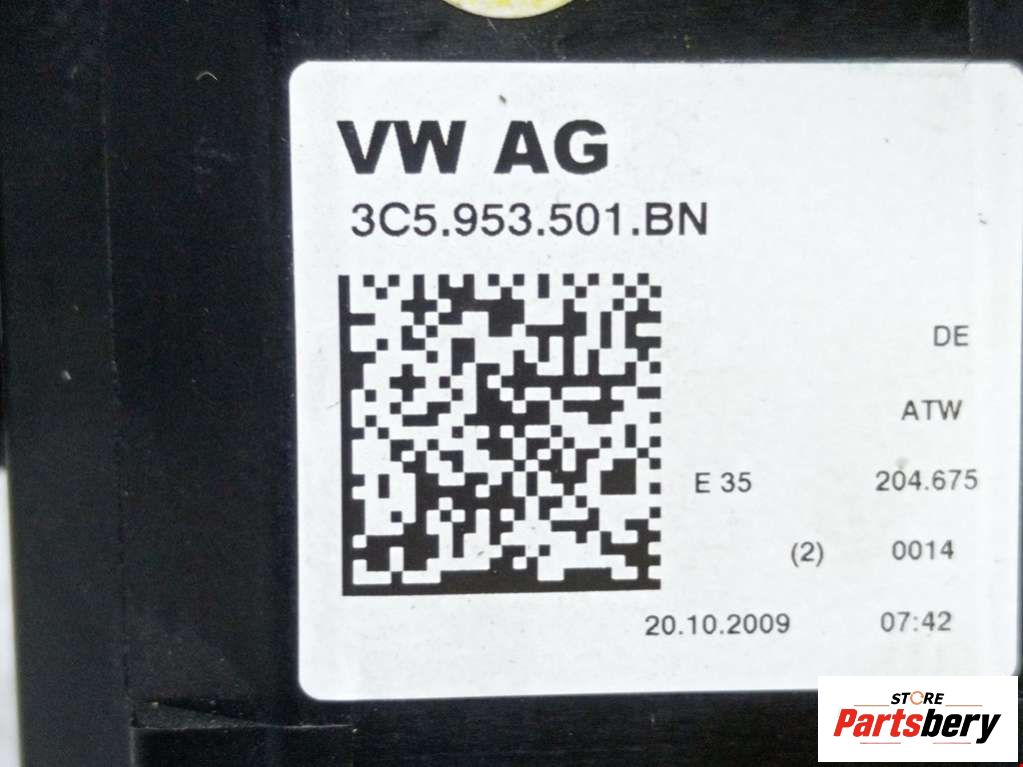 VW AG
3C5.953.501.BN
DE
ATW
E 35 204.675
(2) 0014
20.10.2009 07:42
STORE
Partsbery